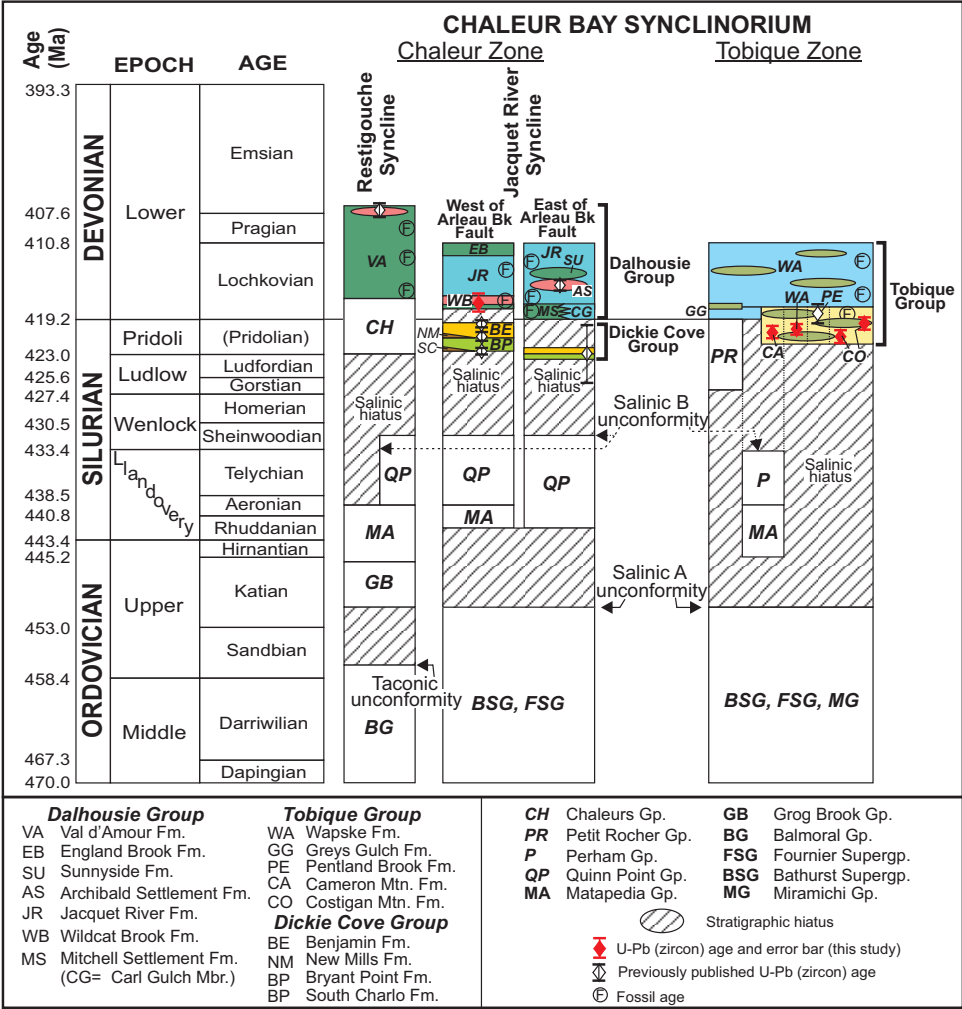 CHALEUR BAY SYNCLINORIUM
Chaleur Zone
Tobique Zone
Age (Ma)
EPOCH
AGE
Restigouche Syncline
Jacquet River Syncline
393.3
407.6
410.8
419.2
423.0
425.6
427.4
430.5
433.4
438.5
440.8
443.4
445.2
453.0
458.4
467.3
470.0
DEVONIAN
SILURIAN
ORDOVICIAN
Lower
Pridoli
Ludlow
Wenlock
Llandovery
Upper
Middle
Emsian
Pragian
Lochkovian
(Pridolian)
Ludfordian
Gorstian
Homerian
Sheinwoodian
Telychian
Aeronian
Rhuddanian
Hirnantian
Katian
Sandbian
Darriwilian
Dapingian
F
VA
F
F
CH
Salinic
hiatus
QP
MA
GB
Taconic
unconformity
BG
West of
Arleau Bk
Fault
EB
JR
F
WB
F
NM
BE
SC
BP
Salinic
hiatus
QP
MA
East of
Arleau Bk
Fault
JR
F
SU
F
AS
F
MS
CG
Salinic
hiatus
QP
BSG, FSG
Dalhousie
Group
Dickie Cove
Group
Salinic B
unconformity
Salinic A
unconformity
WA
F
WA
PE
F
GG
F
CA
CO
PR
P
MA
Salinic
hiatus
BSG, FSG, MG
Tobique
Group
Dalhousie Group
VA Val d'Amour Fm.
EB England Brook Fm.
SU Sunnyside Fm.
AS Archibald Settlement Fm.
JR Jacquet River Fm.
WB Wildcat Brook Fm.
MS Mitchell Settlement Fm.
(CG= Carl Gulch Mbr.)
Tobique Group
WA Wapske Fm.
GG Greys Gulch Fm.
PE Pentland Brook Fm.
CA Cameron Mtn. Fm.
CO Costigan Mtn. Fm.
Dickie Cove Group
BE Benjamin Fm.
NM New Mills Fm.
BP Bryant Point Fm.
BP South Charlo Fm.
CH Chaleurs Gp.
PR Petit Rocher Gp.
P Perham Gp.
QP Quinn Point Gp.
MA Matapedia Gp.
GB Grog Brook Gp.
BG Balmoral Gp.
FSG Fournier Supergp.
BSG Bathurst Supergp.
MG Miramichi Gp.
Stratigraphic hiatus
U-Pb (zircon) age and error bar (this study)
Previously published U-Pb (zircon) age
F Fossil age